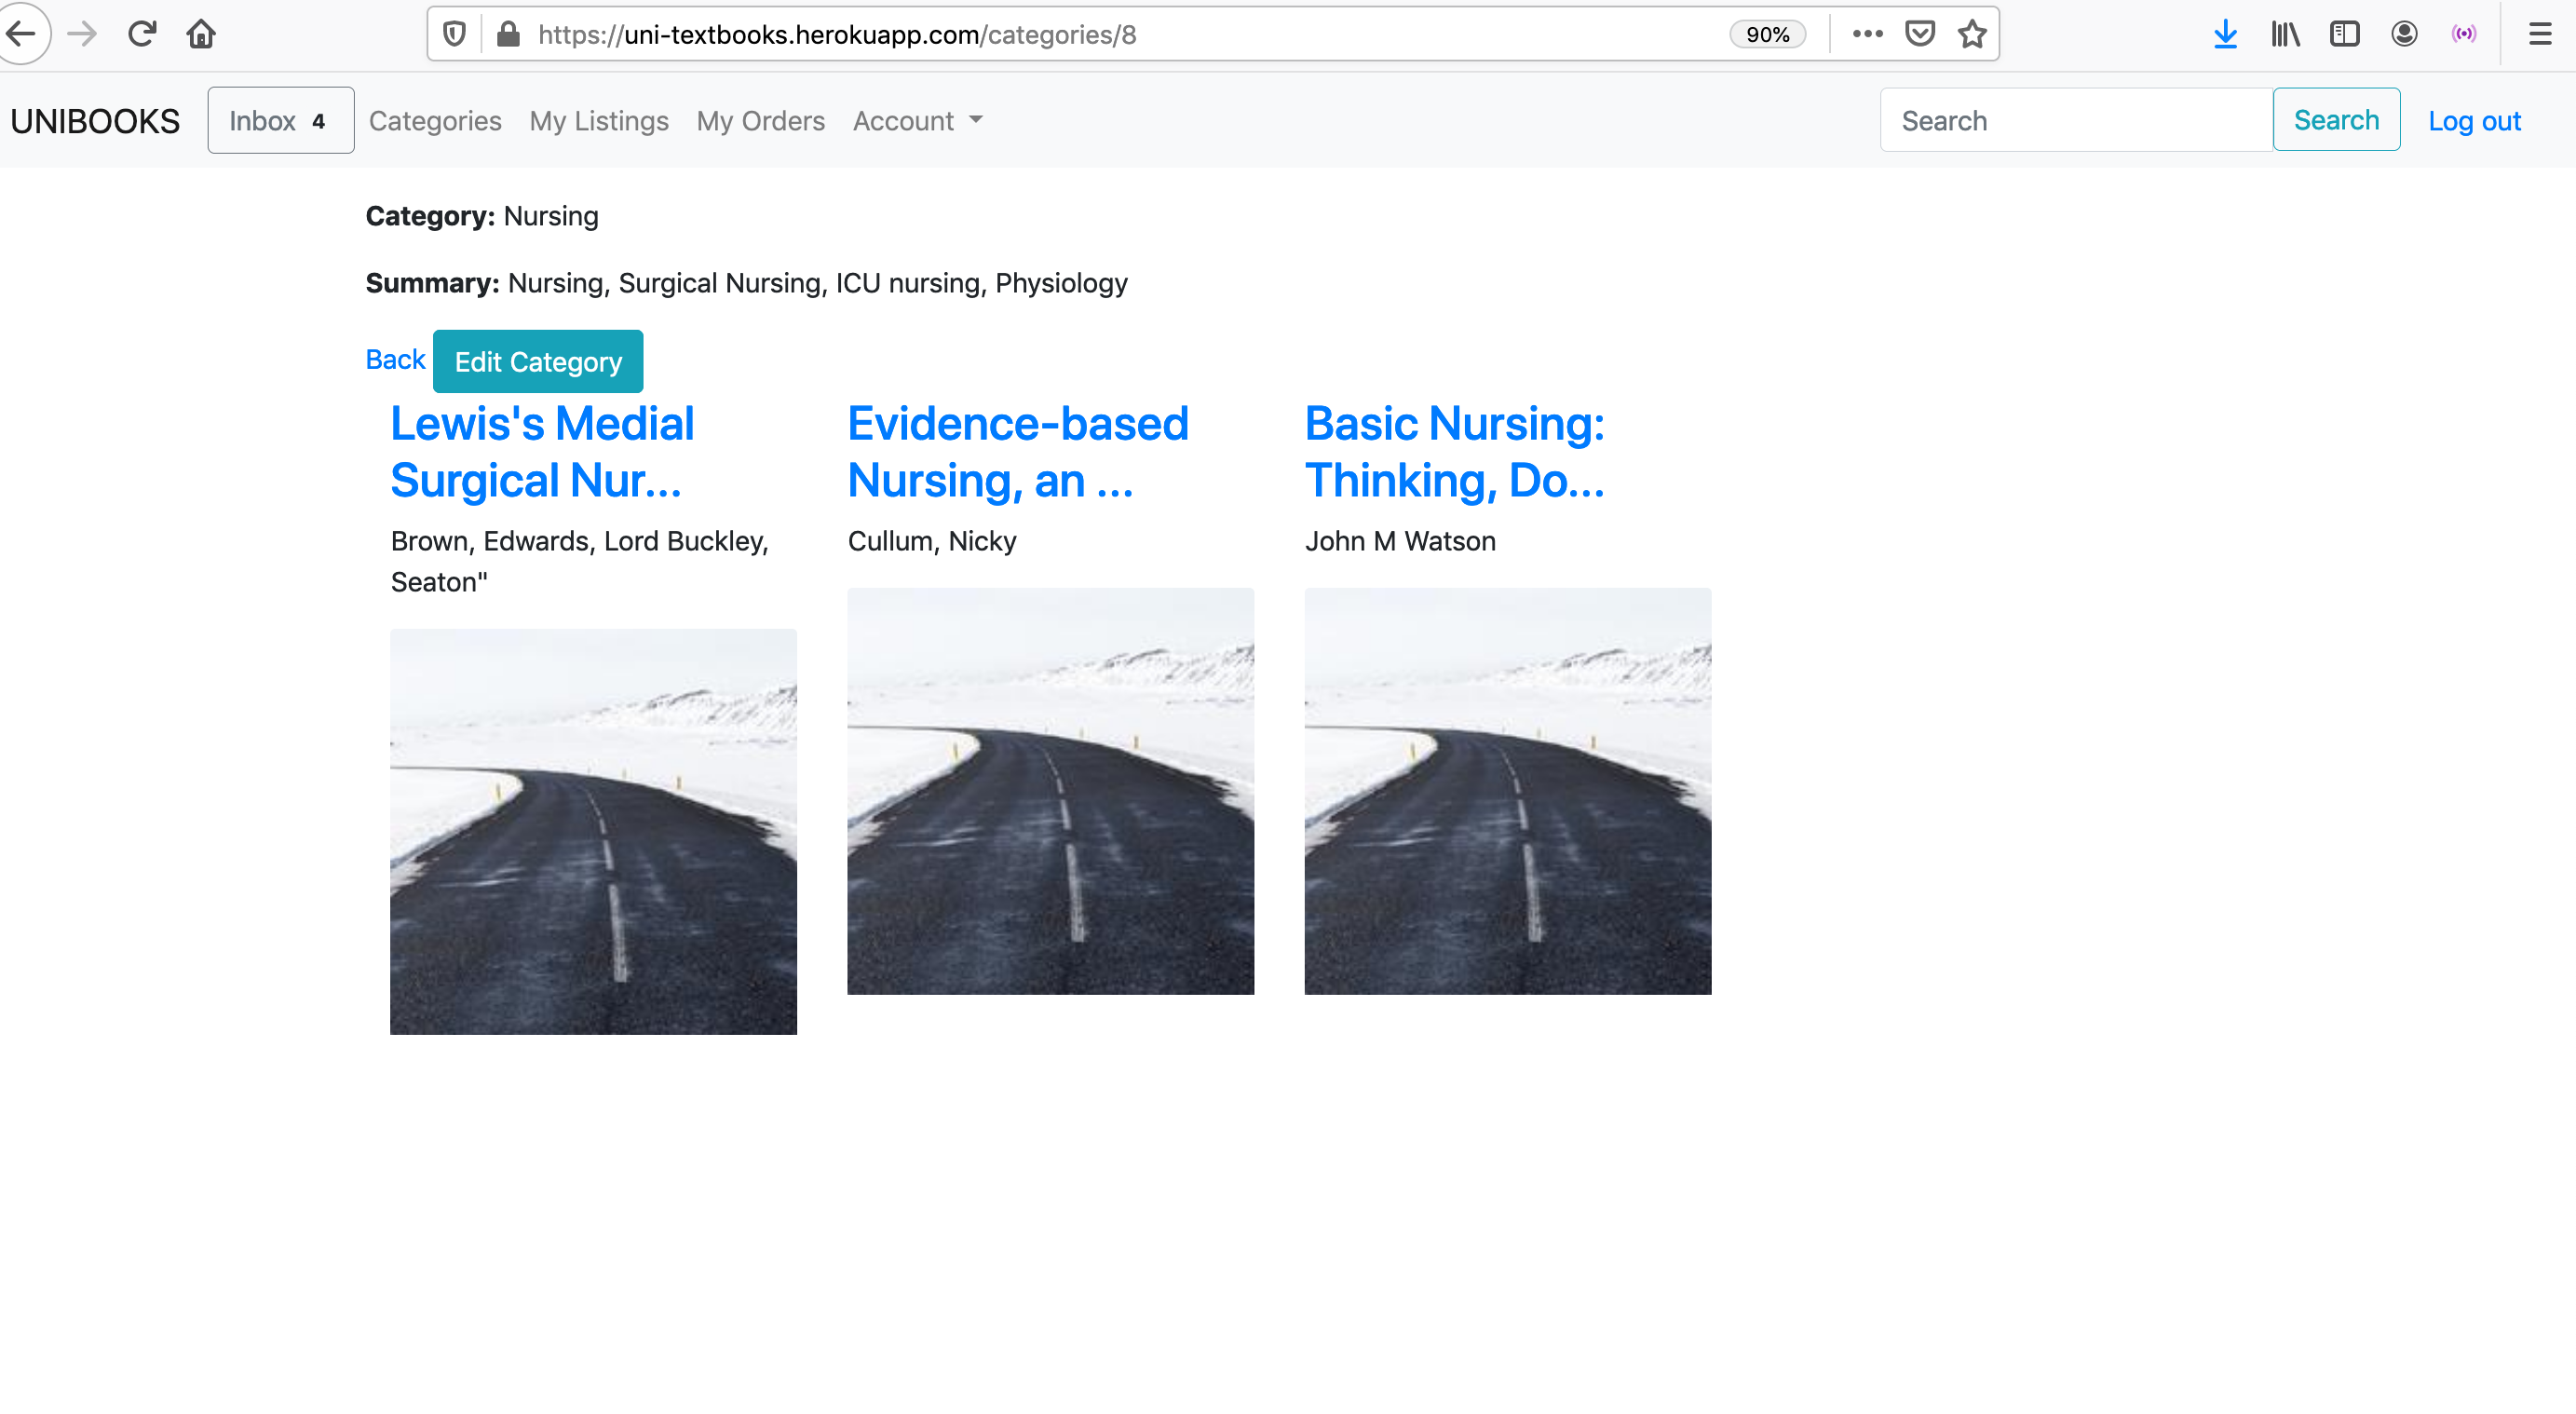 https://uni-textbooks.herokuapp.com/categories/8 90%
UNIBOOKS Inbox 4 Categories My Listings My Orders Account Search Search Log out
Category: Nursing
Summary: Nursing, Surgical Nursing, ICU nursing, Physiology
Back Edit Category
Lewis's Medial
Surgical Nur...
Brown, Edwards, Lord Buckley,
Seaton"
Evidence-based
Nursing, an ...
Cullum, Nicky
Basic Nursing:
Thinking, Do...
John M Watson